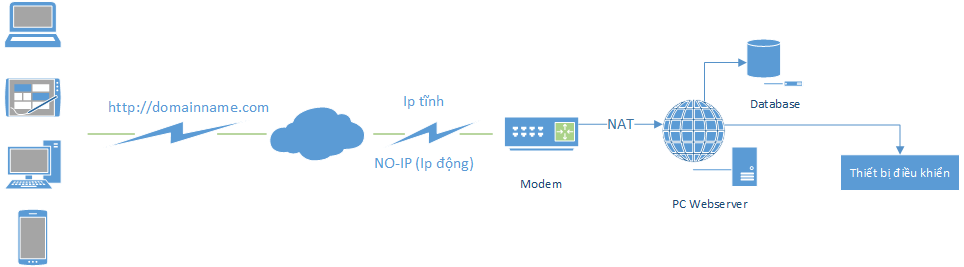 http://domainname.com
Ip tĩnh
NO-IP (Ip động)
Modem
NAT
PC Webserver
Database
Thiết bị điều khiển